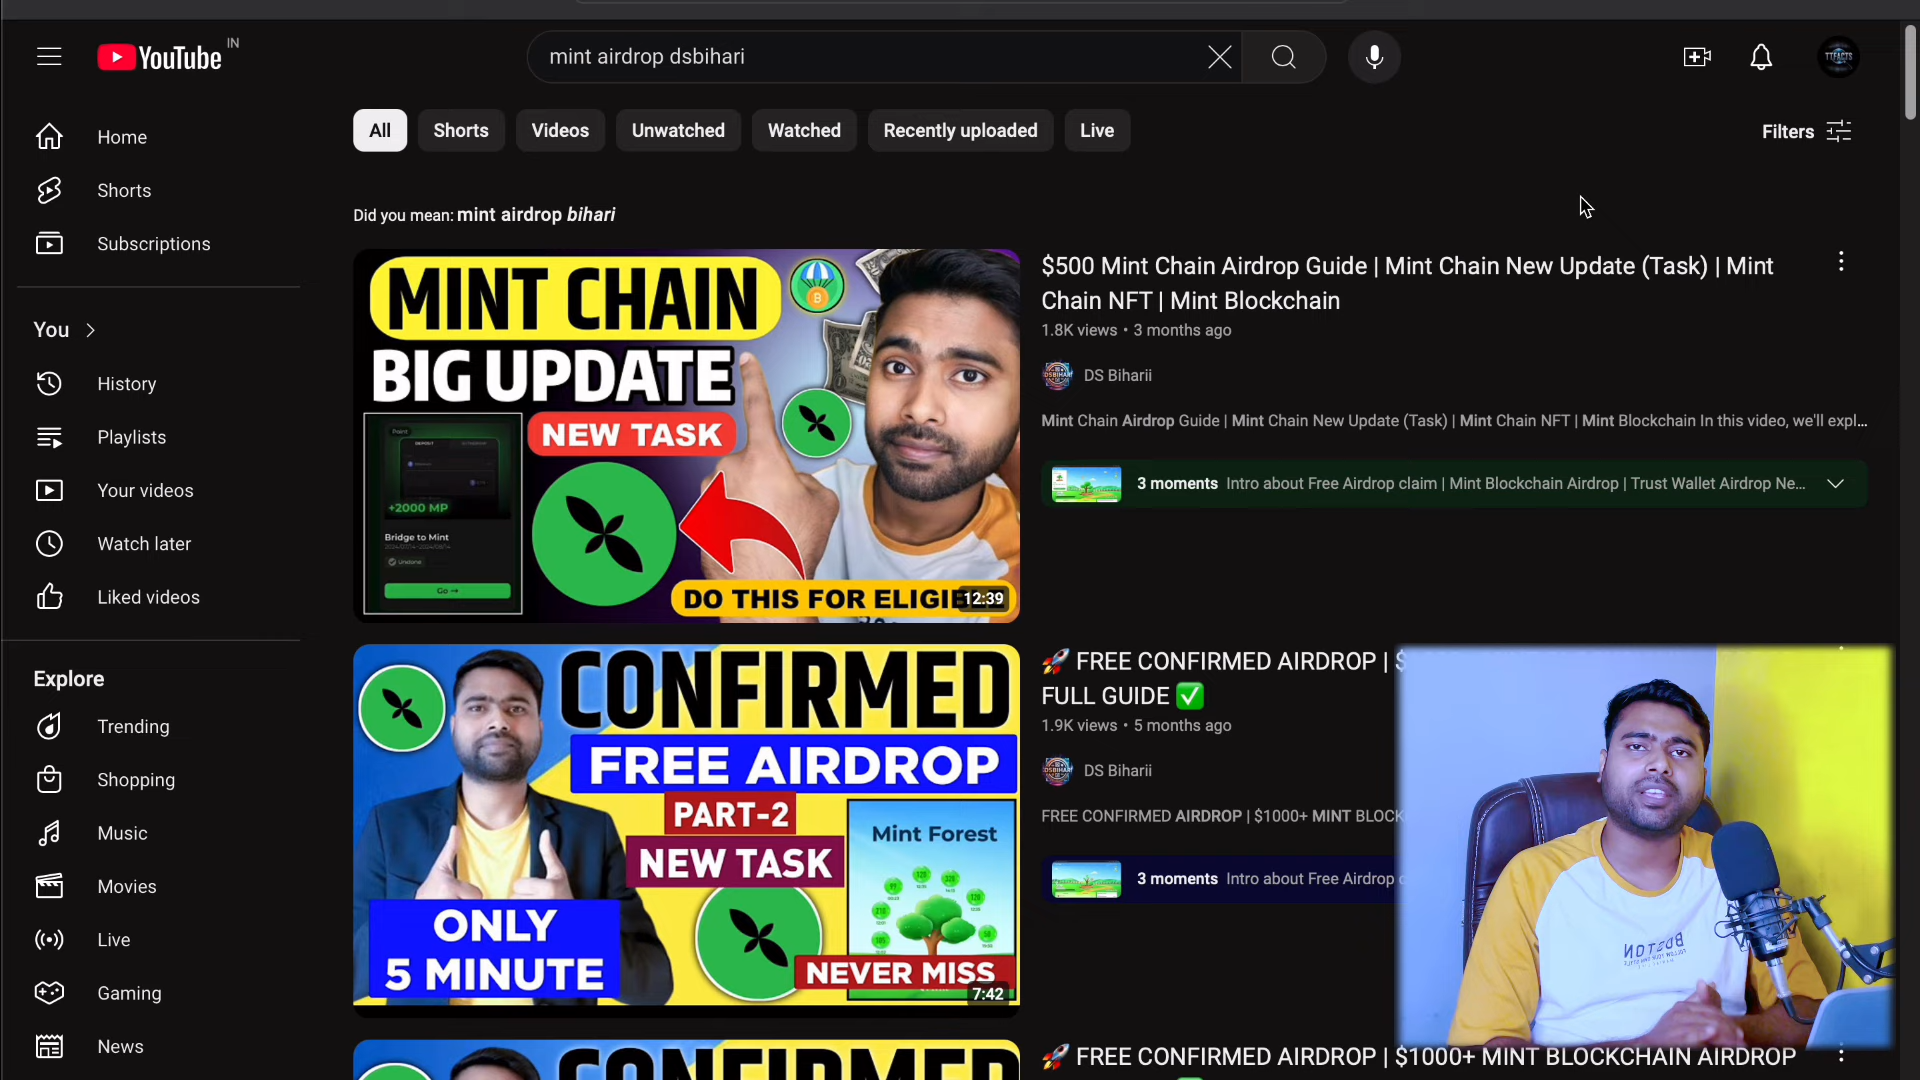 YouTube IN
mint airdrop dsbihari
TTFACTS
Home
Shorts
Subscriptions
You
History
Playlists
Your videos
Watch later
Liked videos
Explore
Trending
Shopping
Music
Movies
Live
Gaming
News
All
Shorts
Videos
Unwatched
Watched
Recently uploaded
Live
Filters
Did you mean: mint airdrop bihari
MINT CHAIN
BIG UPDATE
NEW TASK
+2000 MP
Bridge to Mint
Undone
Go →
DO THIS FOR ELIGIBLE
12:39
$500 Mint Chain Airdrop Guide | Mint Chain New Update (Task) | Mint
Chain NFT | Mint Blockchain
1.8K views • 3 months ago
DS Biharii
Mint Chain Airdrop Guide | Mint Chain New Update (Task) | Mint Chain NFT | Mint Blockchain In this video, we'll expl...
3 moments Intro about Free Airdrop claim | Mint Blockchain Airdrop | Trust Wallet Airdrop Ne...
CONFIRMED
FREE AIRDROP
PART-2
NEW TASK
Mint Forest
ONLY
5 MINUTE
NEVER MISS
7:42
🚀 FREE CONFIRMED AIRDROP | $
FULL GUIDE ✅
1.9K views • 5 months ago
DS Biharii
FREE CONFIRMED AIRDROP | $1000+ MINT BLOCK
3 moments Intro about Free Airdrop
BOSTON
CONFIRMED
🚀 FREE CONFIRMED AIRDROP | $1000+ MINT BLOCKCHAIN AIRDROP